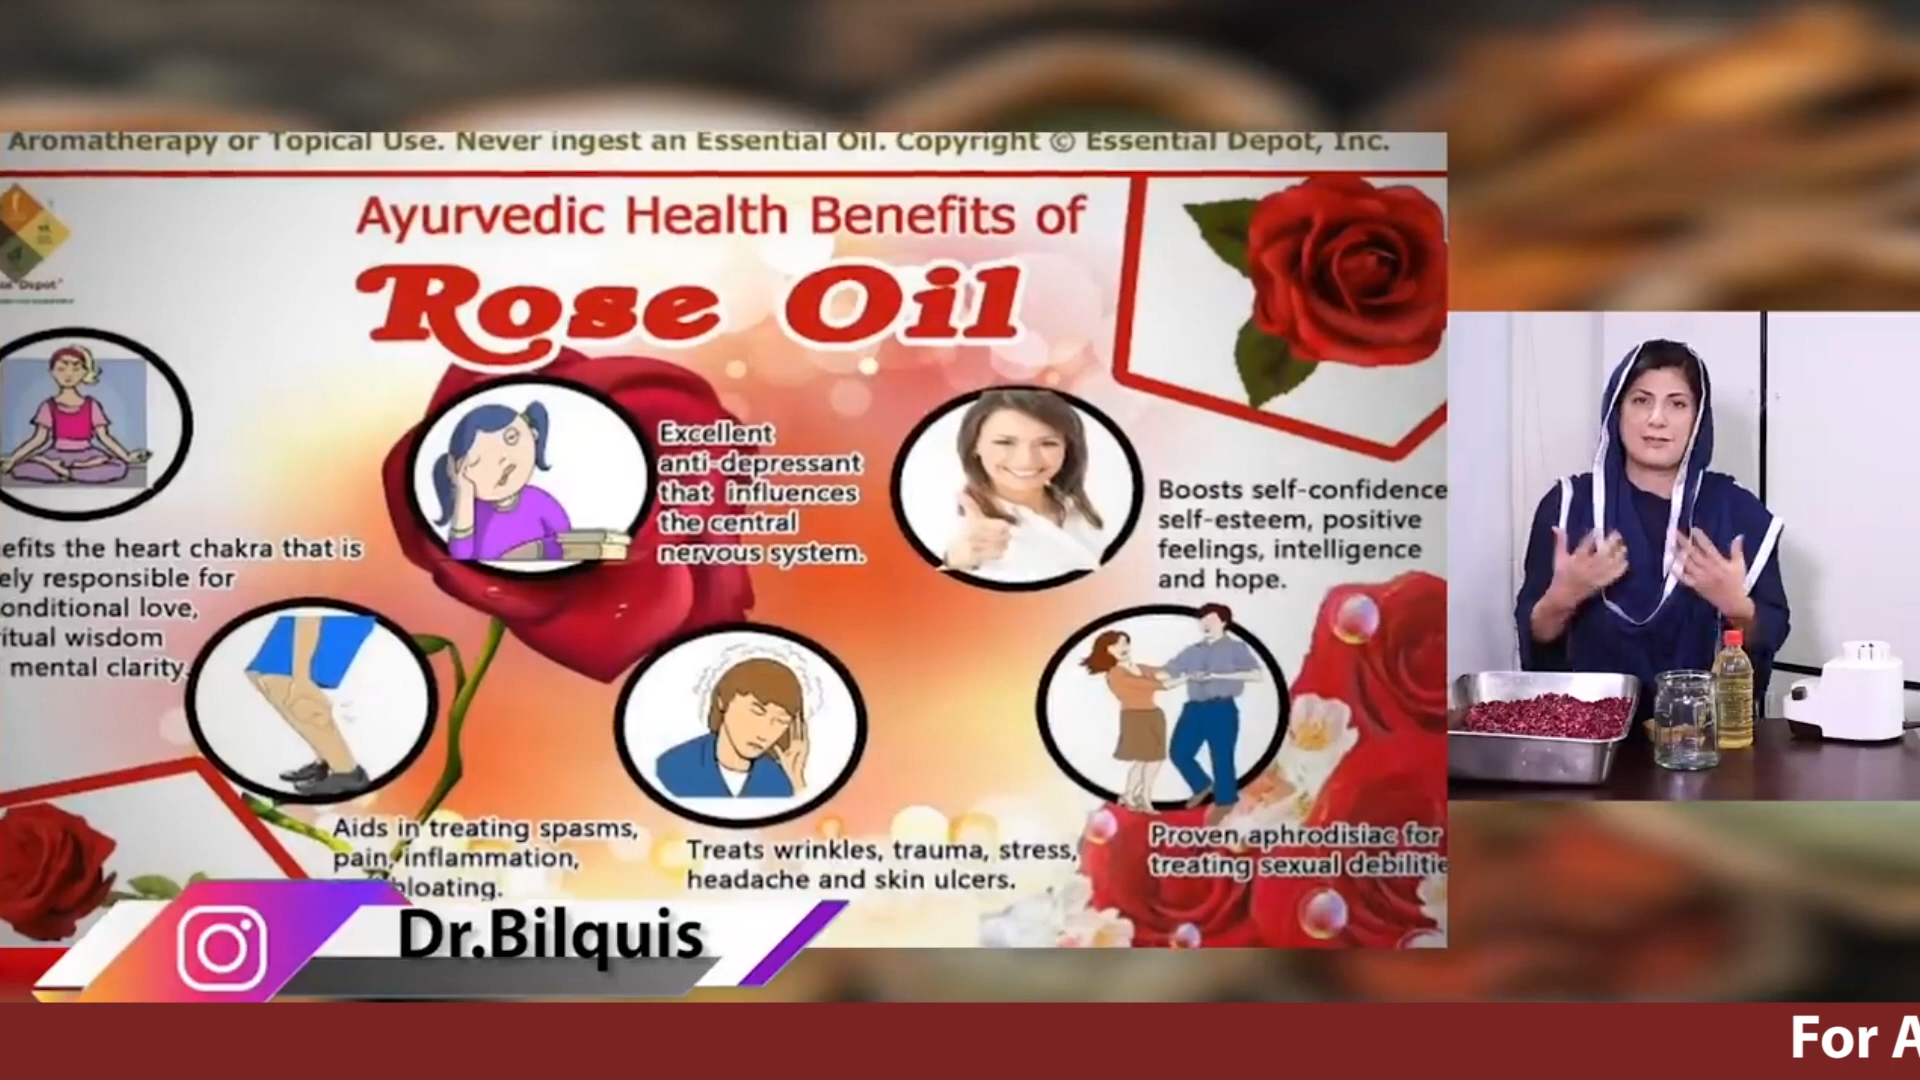 Aromatherapy or Topical Use. Never ingest an Essential Oil. Copyright © Essential Depot, Inc.
Ayurvedic Health Benefits of
Rose Oil
Depot"
Excellent
anti-depressant
that influences
the central
nervous system.
Boosts self-confidence
self-esteem, positive
feelings, intelligence
and hope.
efits the heart chakra that is
ely responsible for
onditional love,
itual wisdom
mental clarity.
Aids in treating spasms,
pain, inflammation,
bloating.
Treats wrinkles, trauma, stress,
headache and skin ulcers.
Proven aphrodisiac for
treating sexual debilitie
Dr.Bilquis
For A